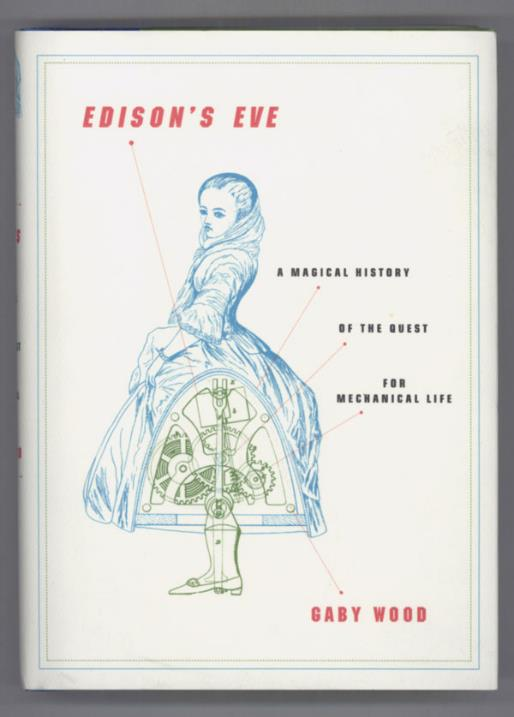 EDISON'S EVE
A MAGICAL HISTORY
OF THE QUEST
FOR
MECHANICAL LIFE
GABY WOOD